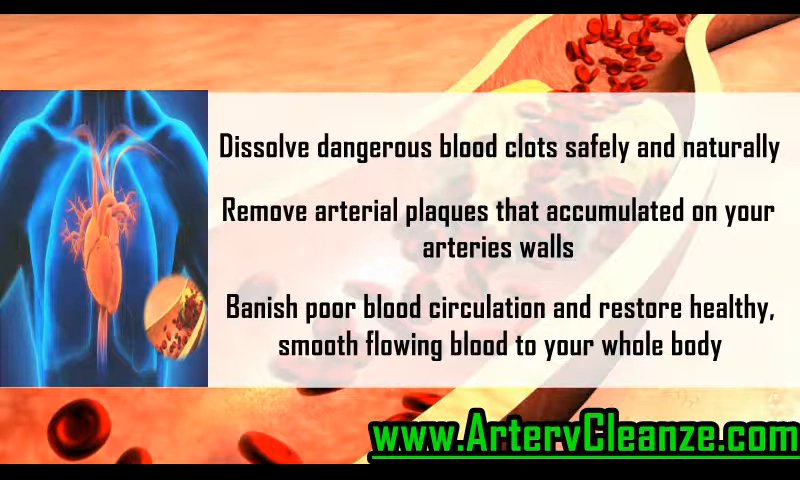 Dissolve dangerous blood clots safely and naturally
Remove arterial plaques that accumulated on your
arteries walls
Banish poor blood circulation and restore healthy,
smooth flowing blood to your whole body
www.ArteryCleanze.com